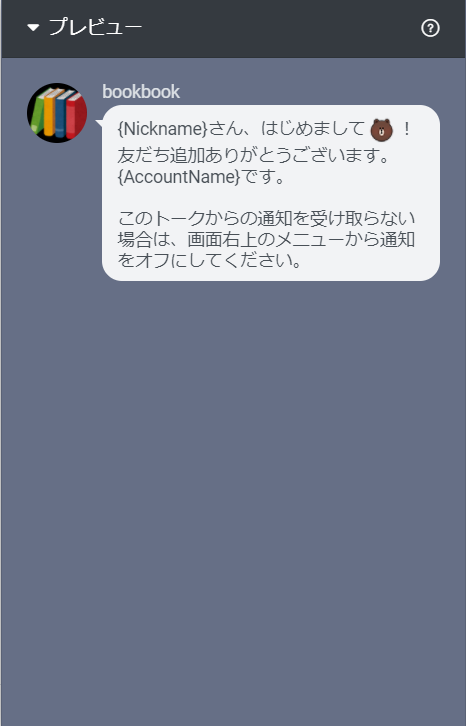 プレビュー
bookbook
{Nickname}さん、はじめまして！
友だち追加ありがとうございます。
{AccountName}です。
このトークからの通知を受け取らない
場合は、画面右上のメニューから通知
をオフにしてください。